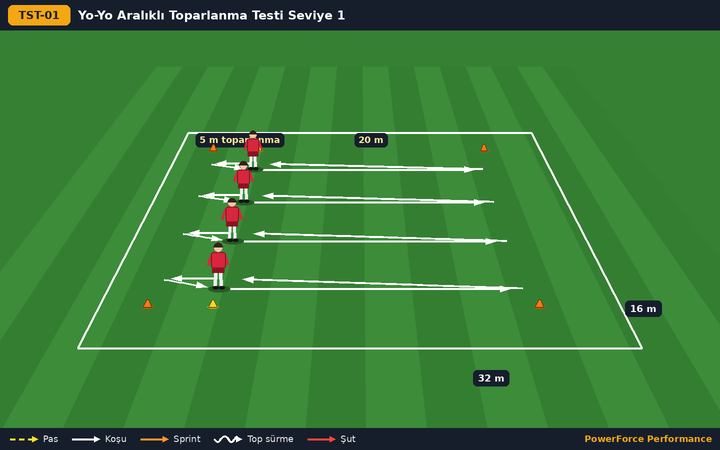 TST-01 Yo-Yo Aralıklı Toparlanma Testi Seviye 1
5 m toparlanma 20 m
16 m
32 m
Pas Koşu Sprint Top sürme Şut PowerForce Performance